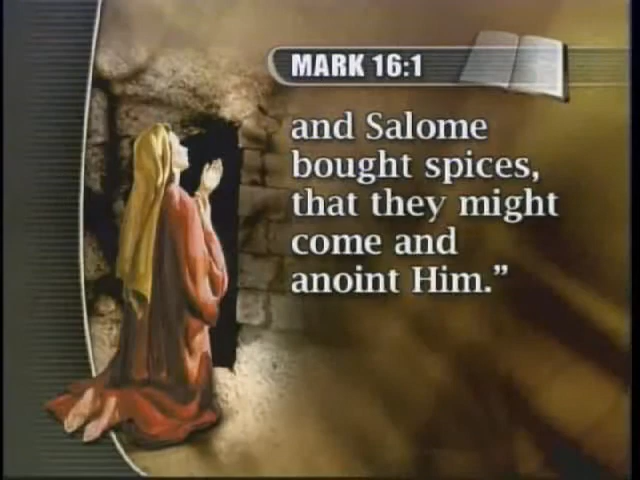 MARK 16:1
and Salome
bought spices,
that they might
come and
anoint Him.”